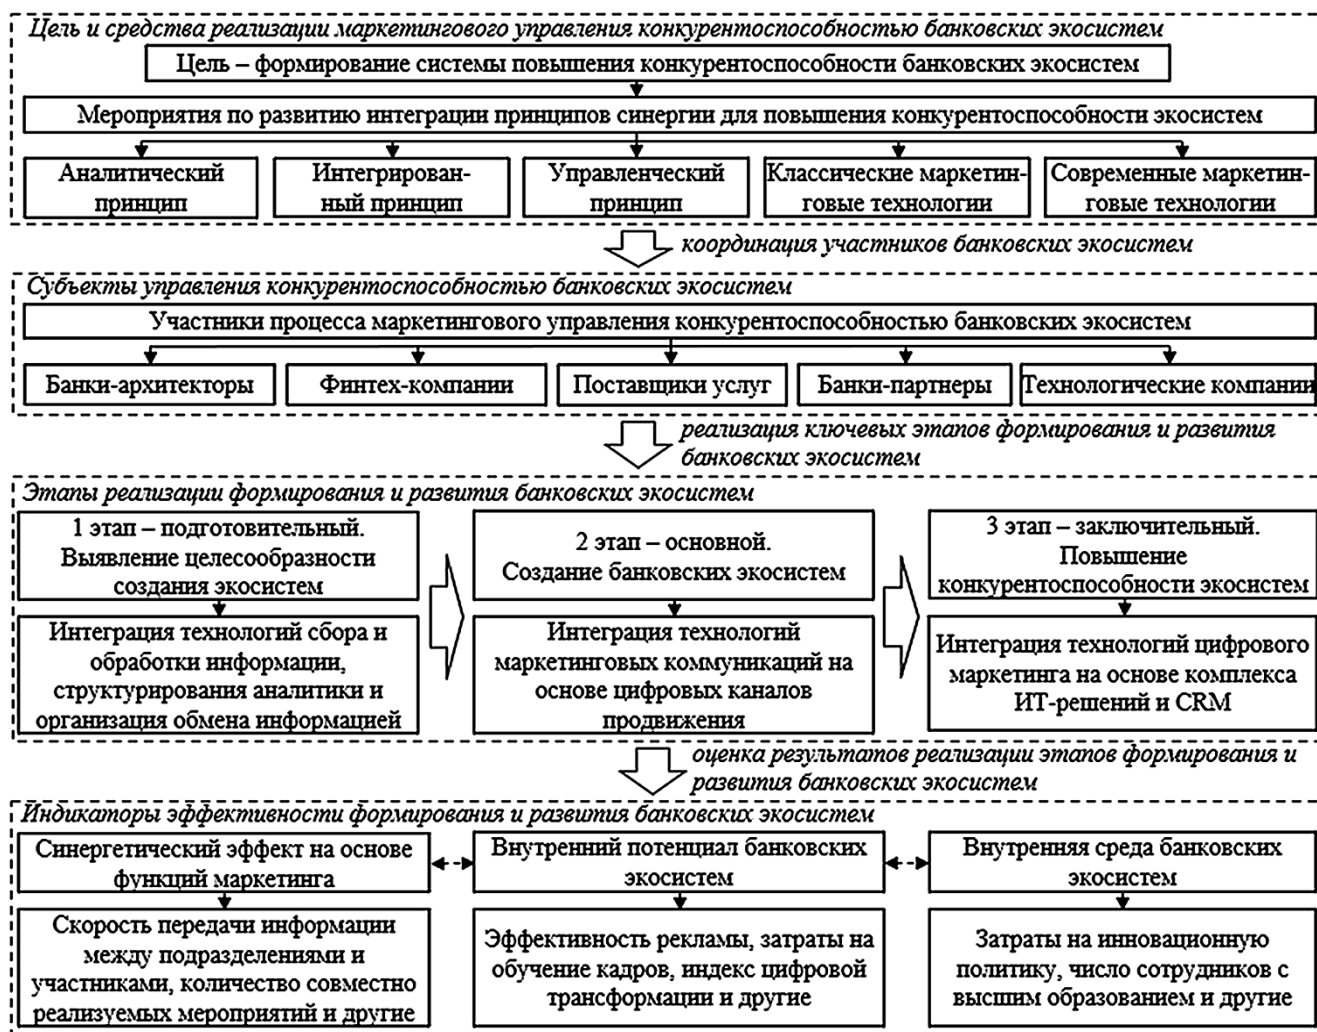 Цель и средства реализации маркетингового управления конкурентоспособностью банковских экосистем
Цель – формирование системы повышения конкурентоспособности банковских экосистем
Мероприятия по развитию интеграции принципов синергии для повышения конкурентоспособности экосистем
Аналитический
принцип
Интегрирован-
ный принцип
Управленческий
принцип
Классические маркетин-
говые технологии
Современные маркетин-
говые технологии
координация участников банковских экосистем
Субъекты управления конкурентоспособностью банковских экосистем
Участники процесса маркетингового управления конкурентоспособностью банковских экосистем
Банки-архитекторы
Финтех-компании
Поставщики услуг
Банки-партнеры
Технологические компании
реализация ключевых этапов формирования и развития
банковских экосистем
Этапы реализации формирования и развития банковских экосистем
1 этап – подготовительный.
Выявление целесообразности
создания экосистем
2 этап – основной.
Создание банковских экосистем
3 этап – заключительный.
Повышение
конкурентоспособности экосистем
Интеграция технологий сбора и
обработки информации,
структурирования аналитики и
организация обмена информацией
Интеграция технологий
маркетинговых коммуникаций на
основе цифровых каналов
продвижения
Интеграция технологий цифрового
маркетинга на основе комплекса
ИТ-решений и CRM
оценка результатов реализации этапов формирования и
развития банковских экосистем
Индикаторы эффективности формирования и развития банковских экосистем
Синергетический эффект на основе
функций маркетинга
Внутренний потенциал банковских
экосистем
Внутренняя среда банковских
экосистем
Скорость передачи информации
между подразделениями и
участниками, количество совместно
реализуемых мероприятий и другие
Эффективность рекламы, затраты на
обучение кадров, индекс цифровой
трансформации и другие
Затраты на инновационную
политику, число сотрудников с
высшим образованием и другие